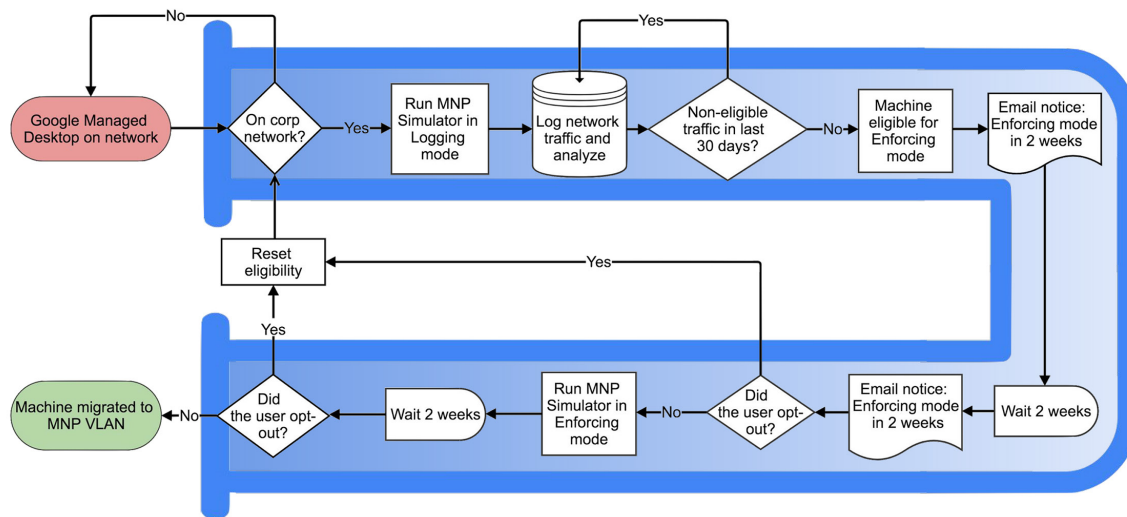 No
Yes
Google Managed
Desktop on network
On corp
network?
Yes
Run MNP
Simulator in
Logging
mode
Log network
traffic and
analyze
Non-eligible
traffic in last
30 days?
No
Machine
eligible for
Enforcing
mode
Email notice:
Enforcing mode
in 2 weeks
Reset
eligibility
Yes
Yes
Machine migrated to
MNP VLAN
No
Did
the user opt-
out?
Wait 2 weeks
Run MNP
Simulator in
Enforcing
mode
No
Did
the user opt-
out?
Email notice:
Enforcing mode
in 2 weeks
Wait 2 weeks